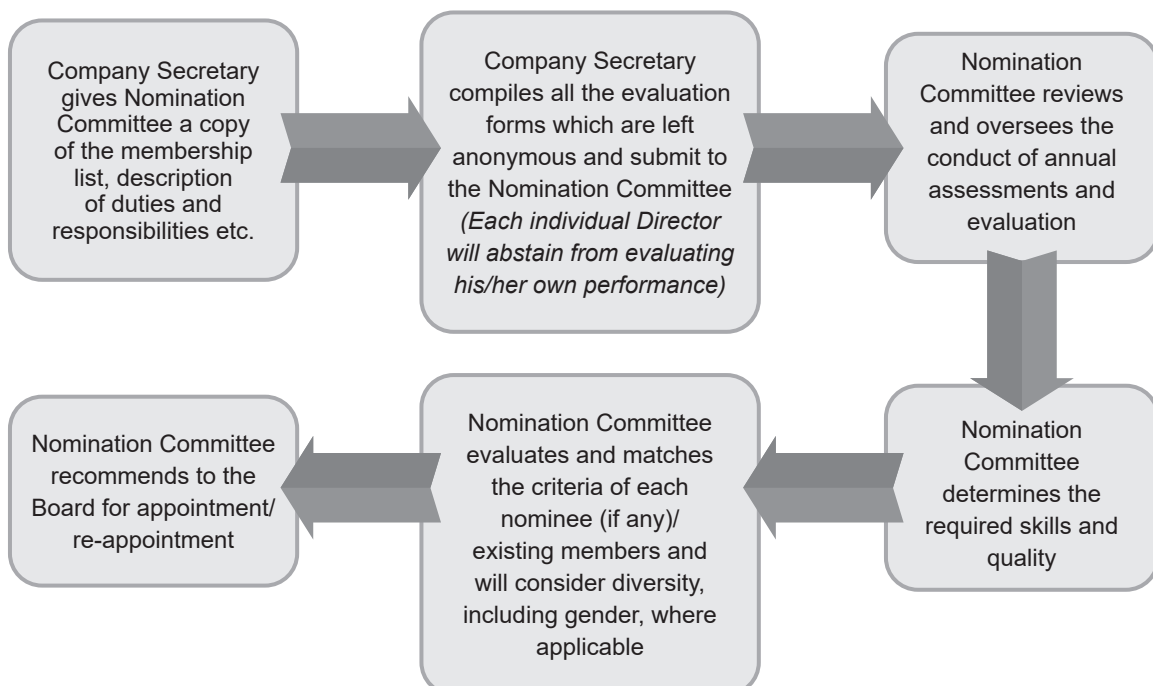 Company Secretary
gives Nomination
Committee a copy
of the membership
list, description
of duties and
responsibilities etc.
Company Secretary
compiles all the evaluation
forms which are left
anonymous and submit to
the Nomination Committee
(Each individual Director
will abstain from evaluating
his/her own performance)
Nomination
Committee reviews
and oversees the
conduct of annual
assessments and
evaluation
Nomination
Committee
determines the
required skills and
quality
Nomination Committee
evaluates and matches
the criteria of each
nominee (if any)/
existing members and
will consider diversity,
including gender, where
applicable
Nomination Committee
recommends to the
Board for appointment/
re-appointment